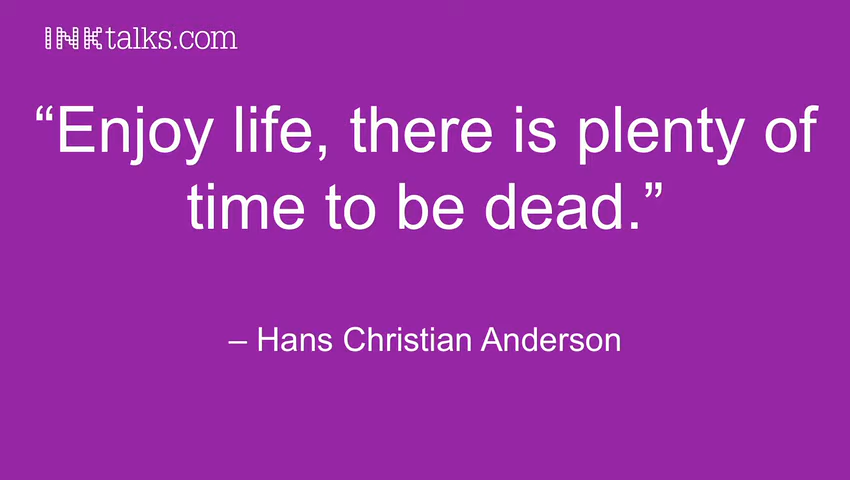 INKtalks.com
“Enjoy life, there is plenty of
time to be dead.”
– Hans Christian Anderson